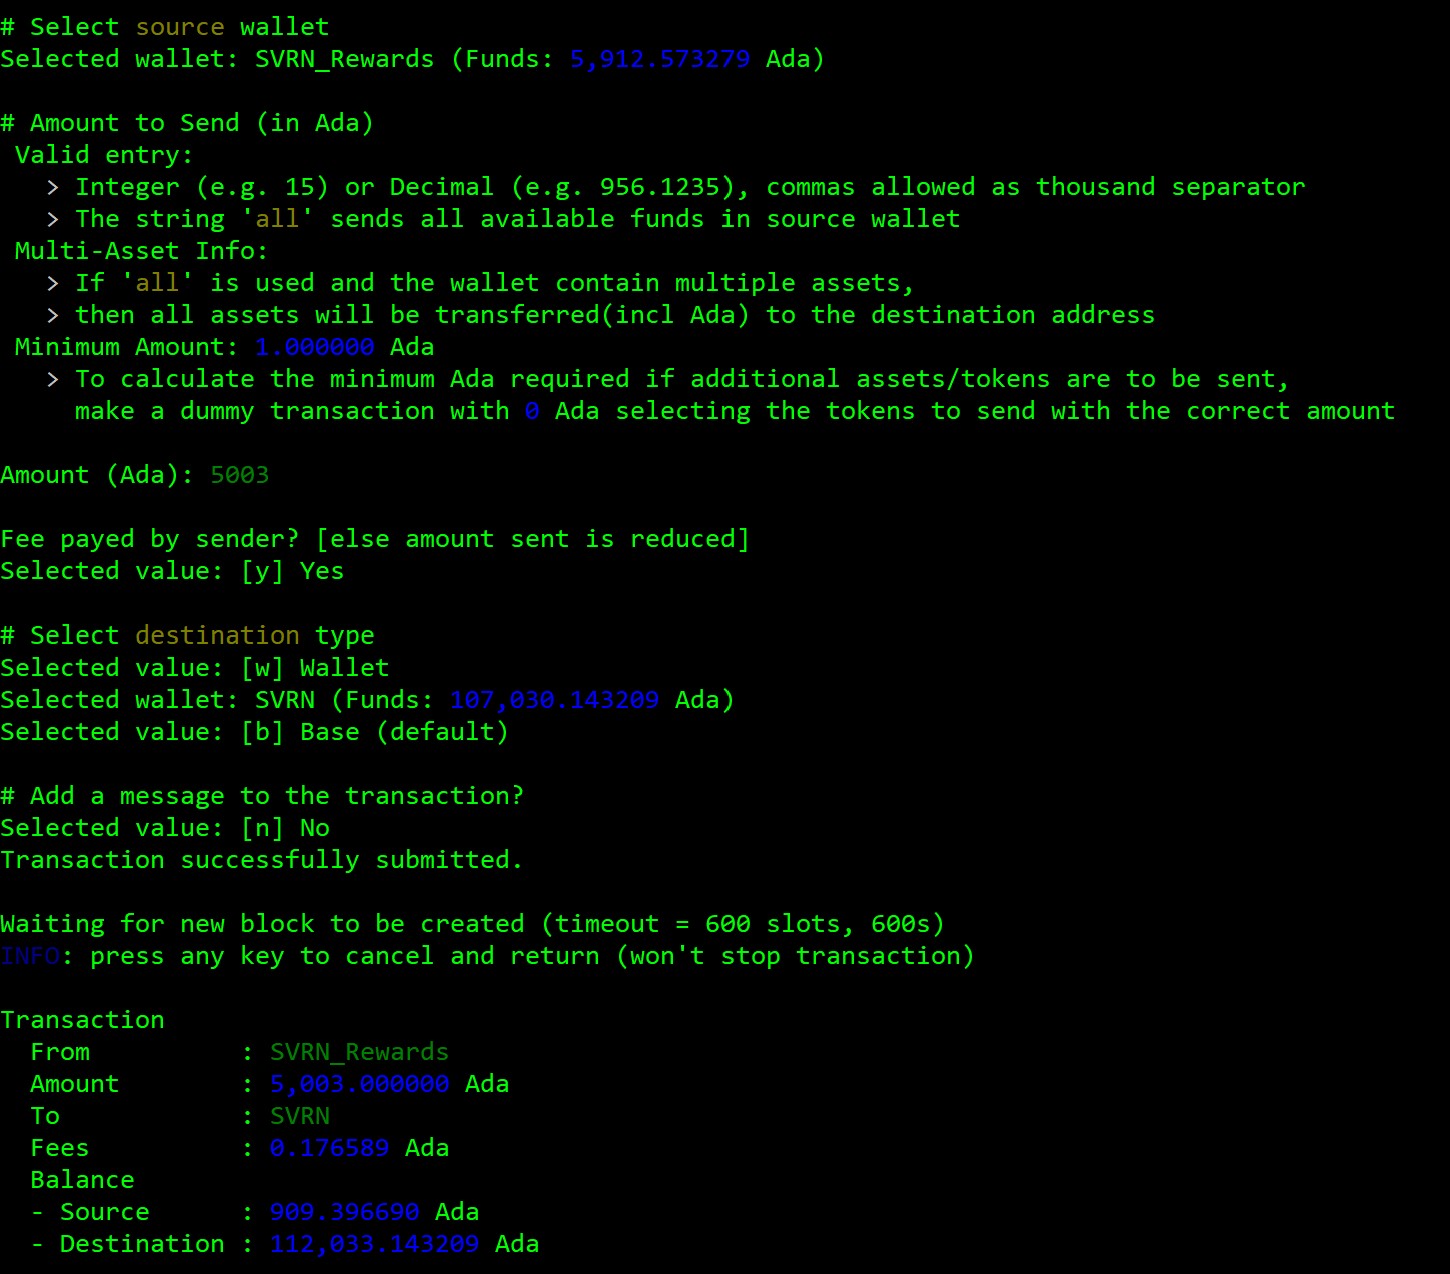 # Select source wallet
Selected wallet: SVRN_Rewards (Funds: 5,912.573279 Ada)
# Amount to Send (in Ada)
Valid entry:
> Integer (e.g. 15) or Decimal (e.g. 956.1235), commas allowed as thousand separator
> The string 'all' sends all available funds in source wallet
Multi-Asset Info:
> If 'all' is used and the wallet contain multiple assets,
> then all assets will be transferred(incl Ada) to the destination address
Minimum Amount: 1.000000 Ada
> To calculate the minimum Ada required if additional assets/tokens are to be sent,
make a dummy transaction with 0 Ada selecting the tokens to send with the correct amount
Amount (Ada): 5003
Fee payed by sender? [else amount sent is reduced]
Selected value: [y] Yes
# Select destination type
Selected value: [w] Wallet
Selected wallet: SVRN (Funds: 107,030.143209 Ada)
Selected value: [b] Base (default)
# Add a message to the transaction?
Selected value: [n] No
Transaction successfully submitted.
Waiting for new block to be created (timeout = 600 slots, 600s)
INFO: press any key to cancel and return (won't stop transaction)
Transaction
From : SVRN_Rewards
Amount : 5,003.000000 Ada
To : SVRN
Fees : 0.176589 Ada
Balance
- Source : 909.396690 Ada
- Destination : 112,033.143209 Ada